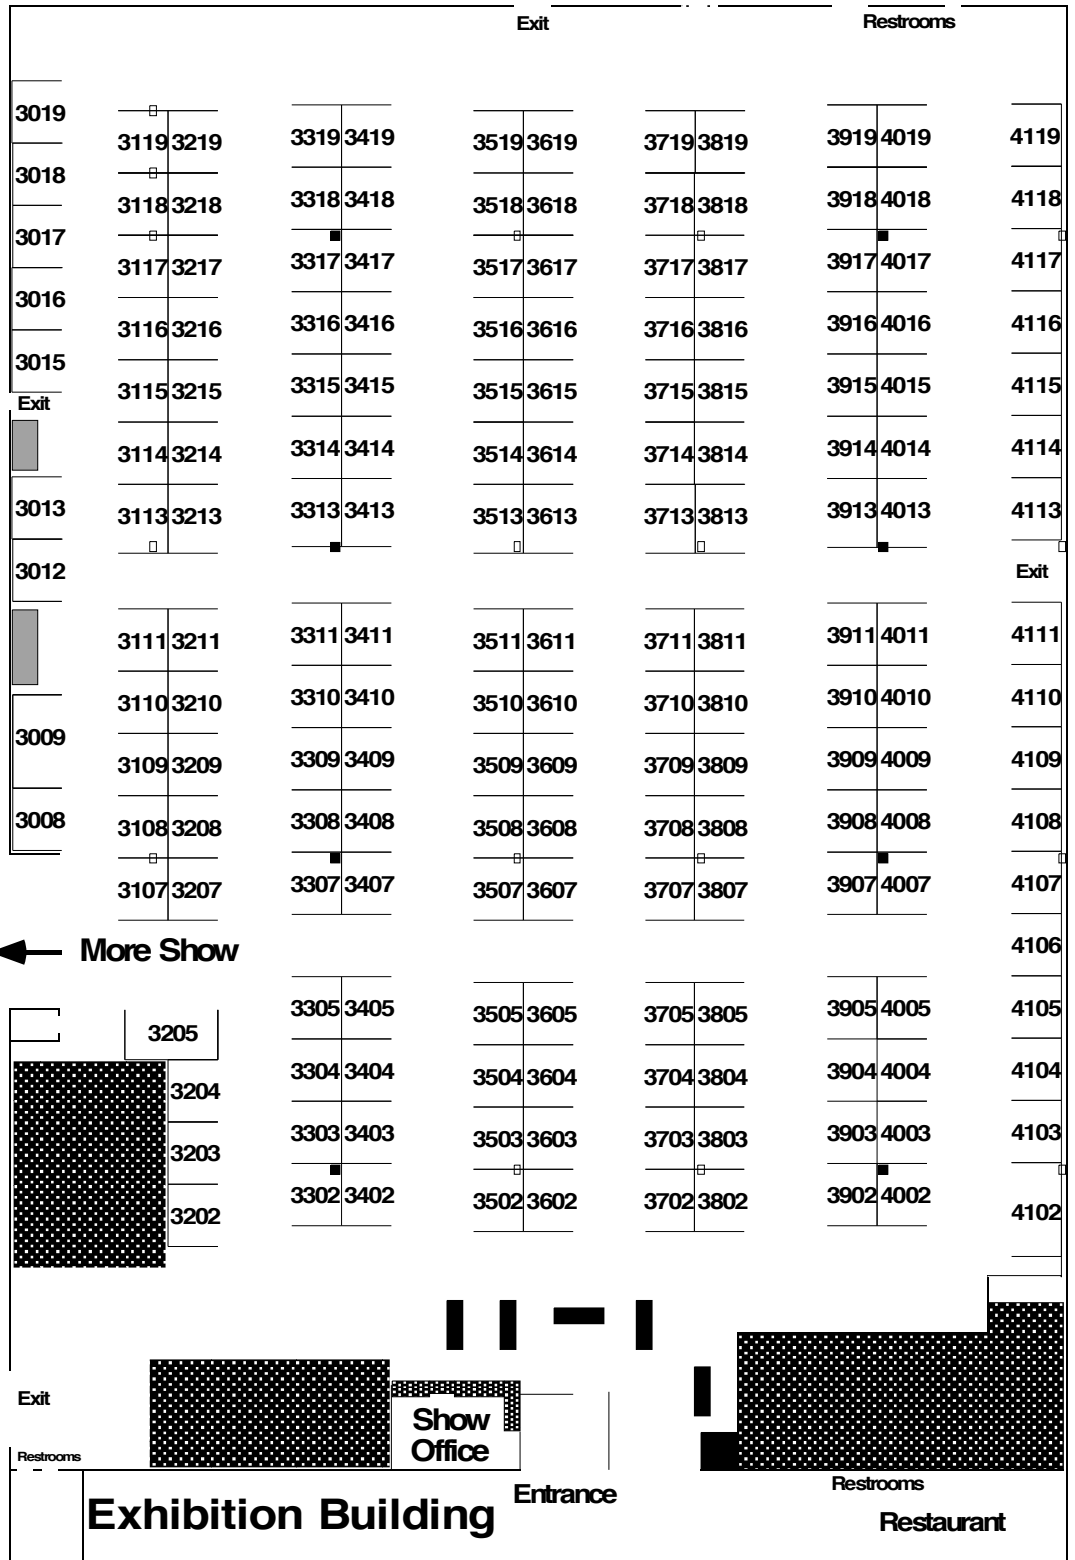 Exit Restrooms
3019 3119 3219 3319 3419 3519 3619 3719 3819 3919 4019 4119
3018 3118 3218 3318 3418 3518 3618 3718 3818 3918 4018 4118
3017 3117 3217 3317 3417 3517 3617 3717 3817 3917 4017 4117
3016 3116 3216 3316 3416 3516 3616 3716 3816 3916 4016 4116
3015 3115 3215 3315 3415 3515 3615 3715 3815 3915 4015 4115
Exit
3114 3214 3314 3414 3514 3614 3714 3814 3914 4014 4114
3013 3113 3213 3313 3413 3513 3613 3713 3813 3913 4013 4113
3012 Exit
3111 3211 3311 3411 3511 3611 3711 3811 3911 4011 4111
3110 3210 3310 3410 3510 3610 3710 3810 3910 4010 4110
3009 3109 3209 3309 3409 3509 3609 3709 3809 3909 4009 4109
3008 3108 3208 3308 3408 3508 3608 3708 3808 3908 4008 4108
3107 3207 3307 3407 3507 3607 3707 3807 3907 4007 4107
More Show 4106
3205 3305 3405 3505 3605 3705 3805 3905 4005 4105
3204 3304 3404 3504 3604 3704 3804 3904 4004 4104
3203 3303 3403 3503 3603 3703 3803 3903 4003 4103
3202 3302 3402 3502 3602 3702 3802 3902 4002 4102
Exit
Show
Office
Restrooms
Entrance
Restrooms
Exhibition Building
Restaurant